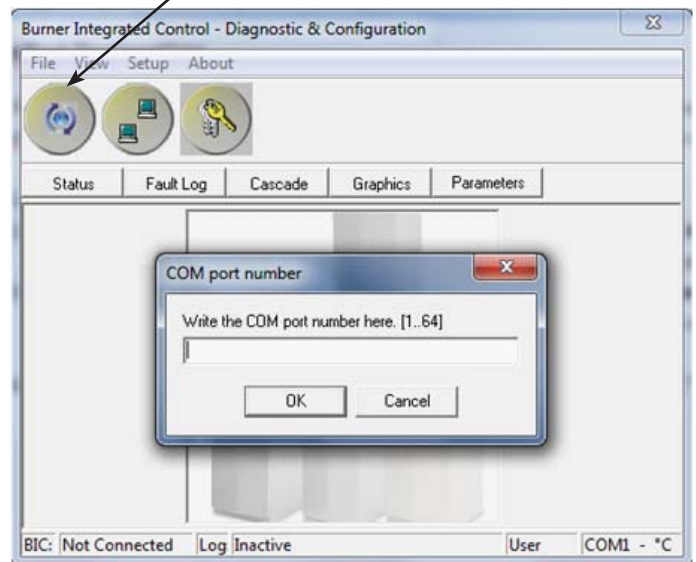 Burner Integrated Control - Diagnostic & Configuration
File View Setup About
Status Fault Log Cascade Graphics Parameters
COM port number
Write the COM port number here. [1..64]
OK Cancel
BIC: Not Connected Log Inactive User COM1 - °C